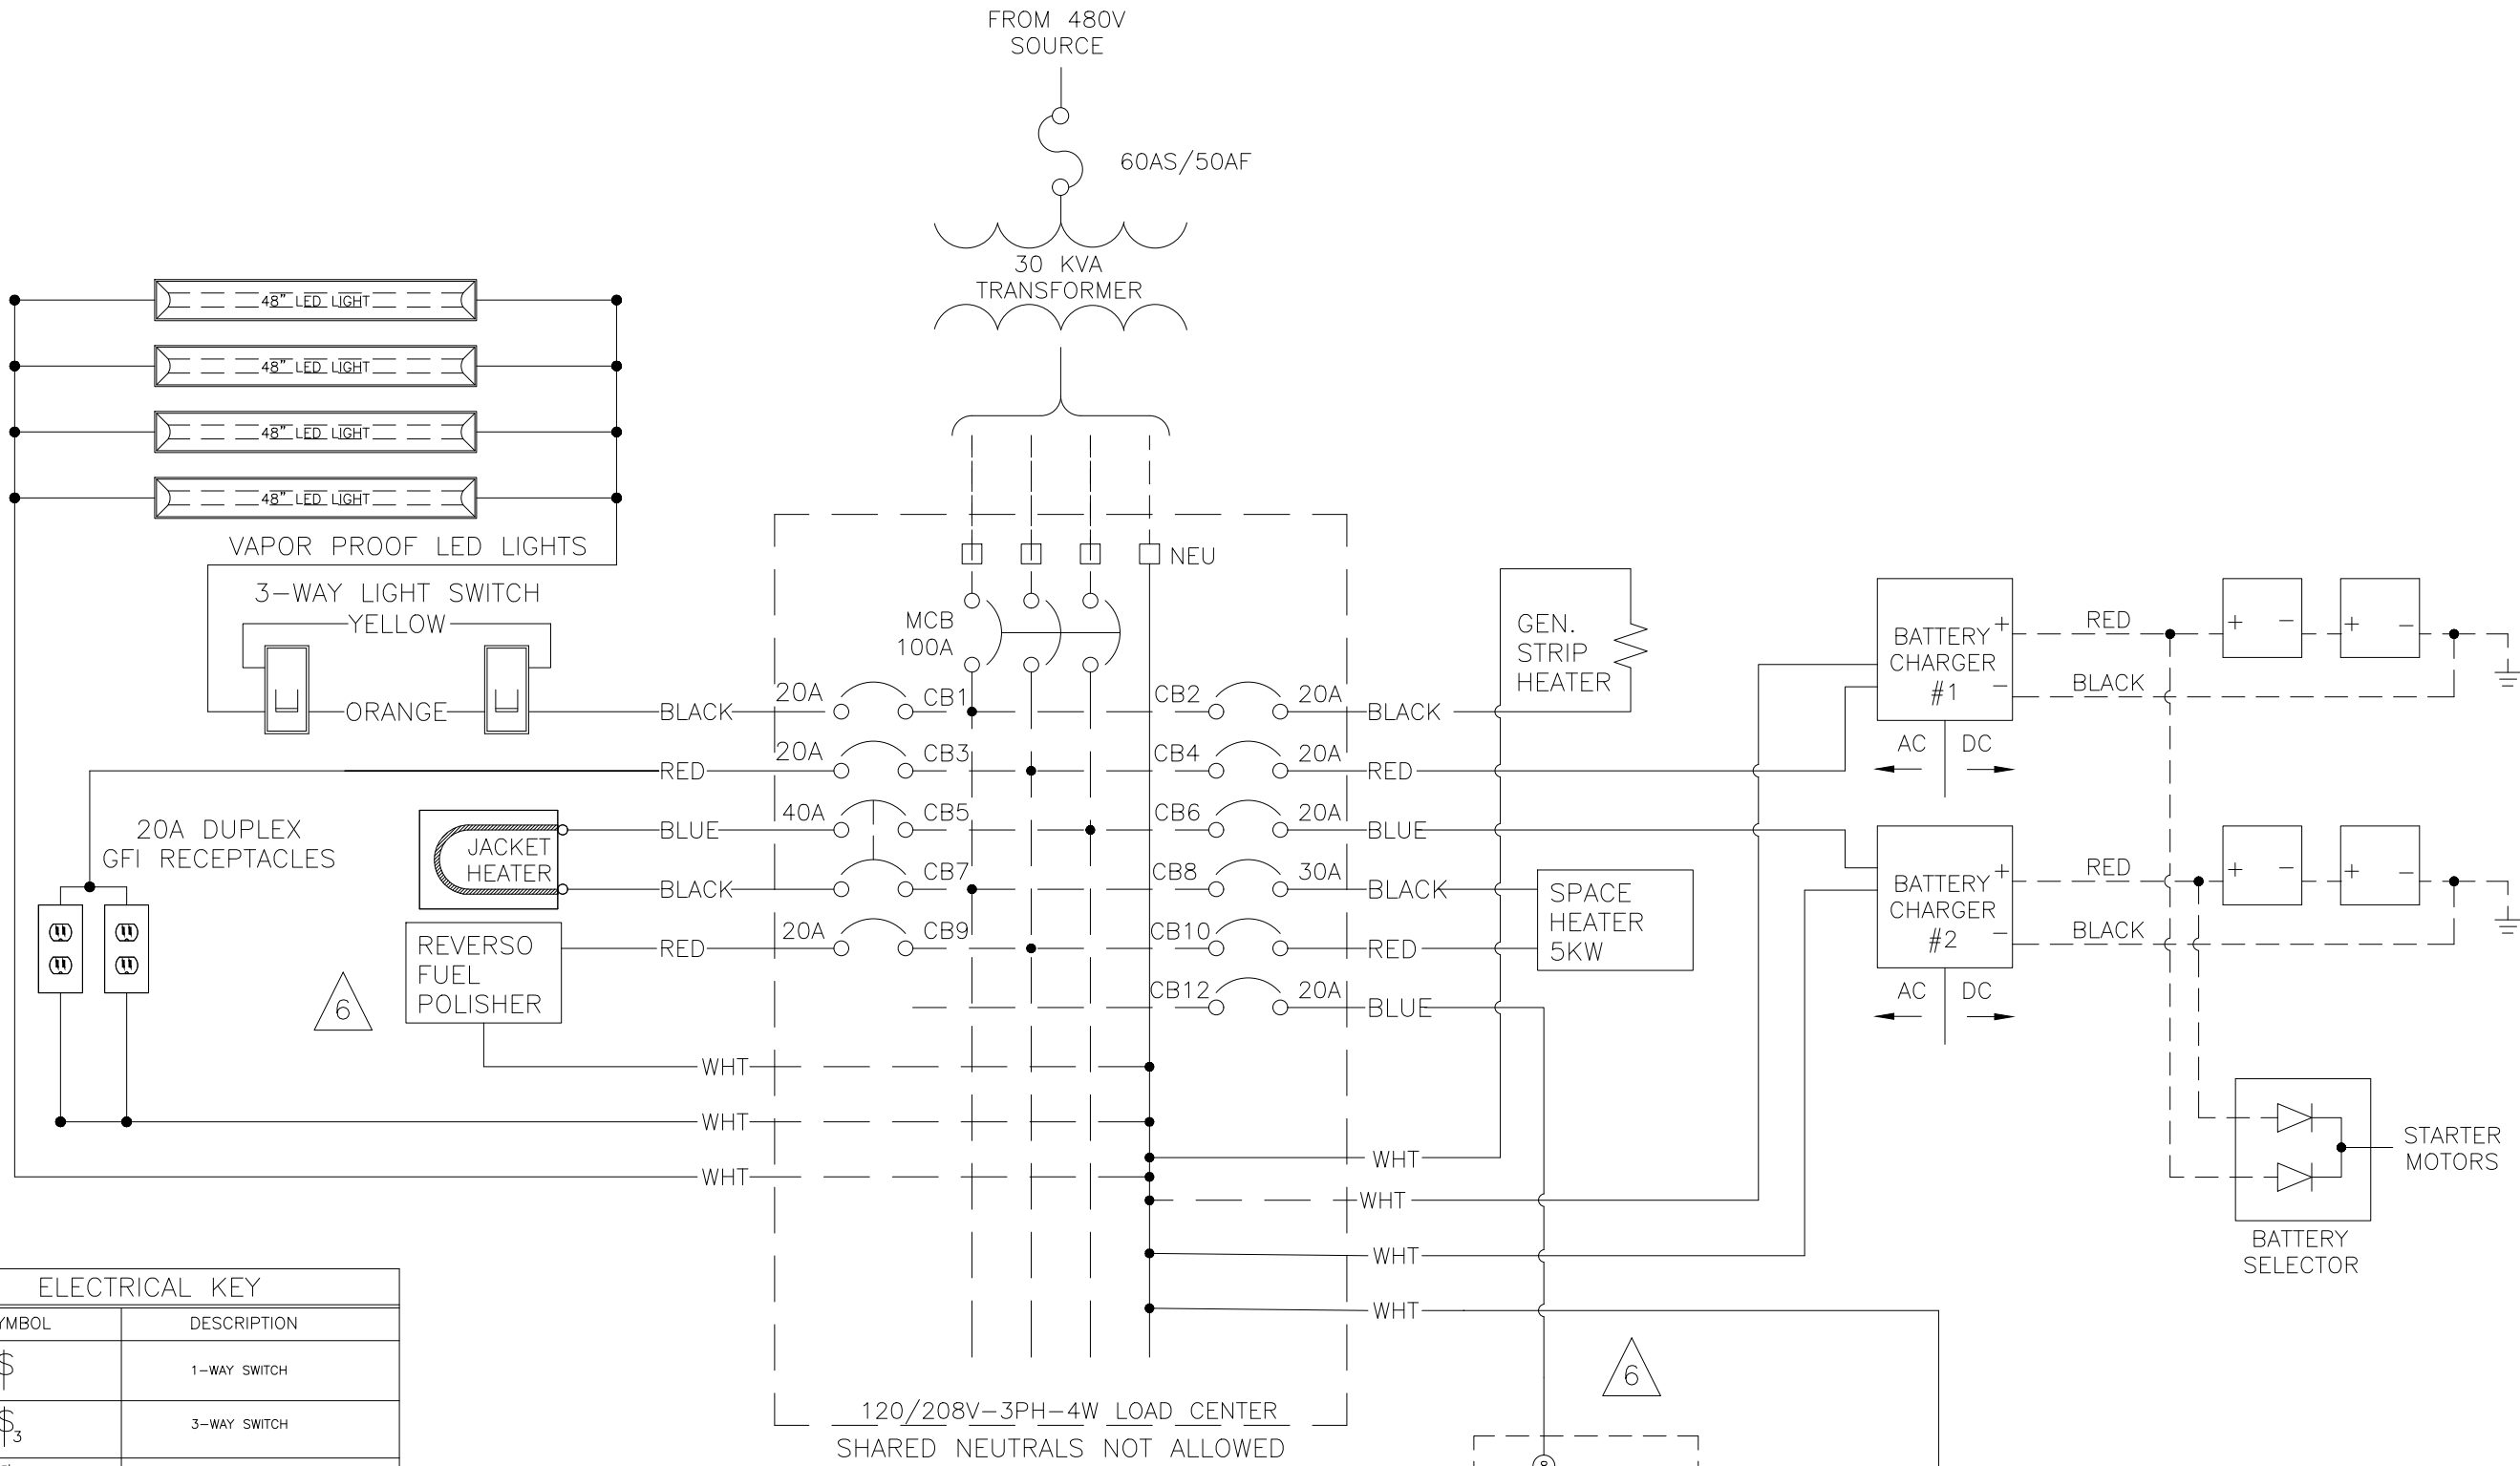 FROM 480V
SOURCE
60AS/50AF
30 KVA
TRANSFORMER
48" LED LIGHT
48" LED LIGHT
48" LED LIGHT
48" LED LIGHT
VAPOR PROOF LED LIGHTS
3-WAY LIGHT SWITCH
YELLOW
ORANGE
BLACK
RED
20A DUPLEX
GFI RECEPTACLES
JACKET
HEATER
BLUE
BLACK
REVERSO
FUEL
POLISHER
RED
6
WHT
WHT
WHT
NEU
MCB
100A
20A CB1
20A CB3
40A CB5
CB7
20A CB9
CB2 20A
CB4 20A
CB6 20A
CB8 30A
CB10
CB12 20A
BLACK
RED
BLUE
BLACK
RED
BLUE
GEN.
STRIP
HEATER
SPACE
HEATER
5KW
WHT
WHT
WHT
WHT
120/208V-3PH-4W LOAD CENTER
SHARED NEUTRALS NOT ALLOWED
6
8
BATTERY +
CHARGER
#1 -
AC DC
RED
BLACK
+ - + -
BATTERY +
CHARGER
#2 -
AC DC
RED
BLACK
+ - + -
STARTER
MOTORS
BATTERY
SELECTOR
ELECTRICAL KEY
YMBOL DESCRIPTION
$ 1-WAY SWITCH
$3 3-WAY SWITCH